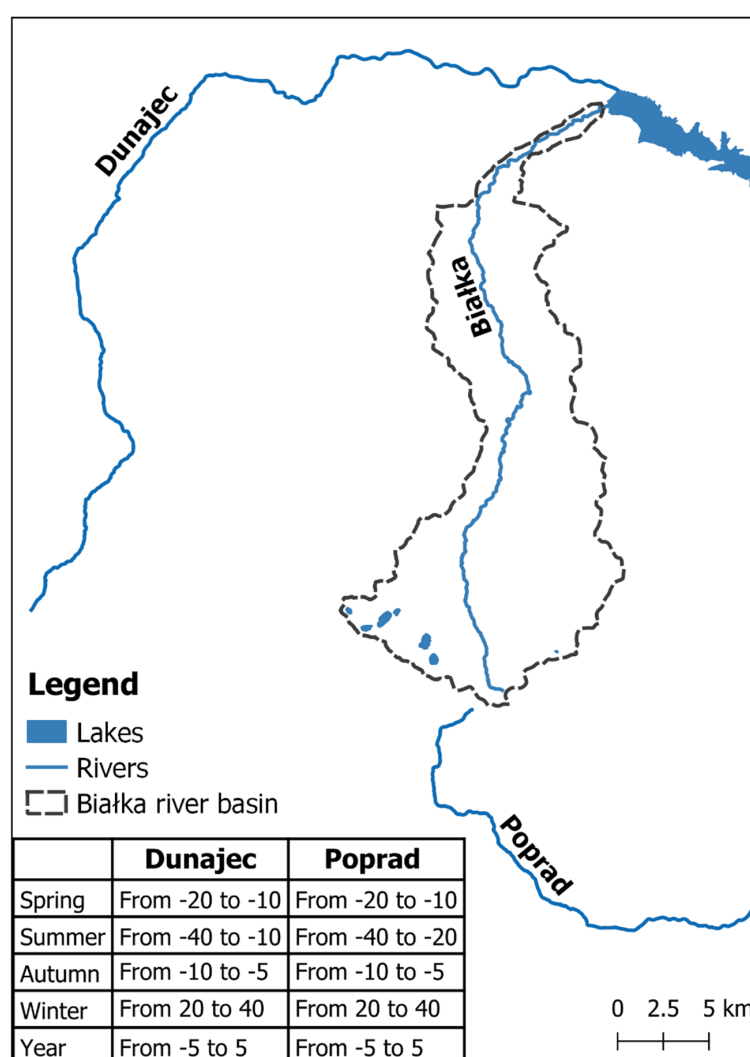 Dunajec
Białka
Legend
Lakes
Rivers
Białka river basin
Poprad
Dunajec Poprad
Spring From -20 to -10 From -20 to -10
Summer From -40 to -10 From -40 to -20
Autumn From -10 to -5 From -10 to -5
Winter From 20 to 40 From 20 to 40
Year From -5 to 5 From -5 to 5
0 2.5 5 km